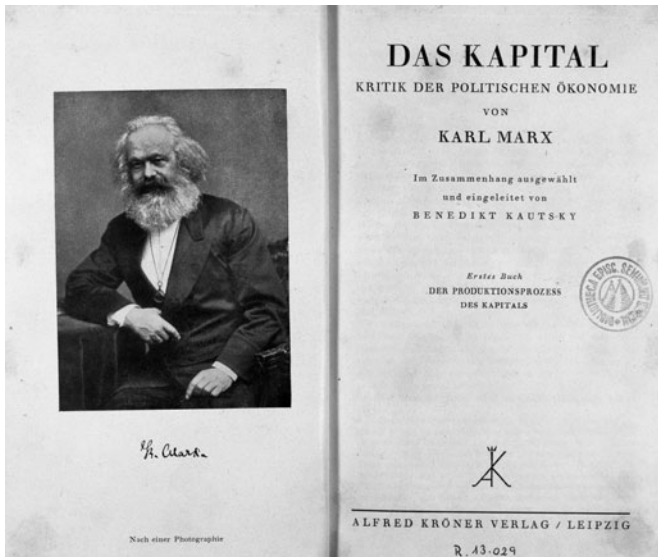 Nach einer Photographie
DAS KAPITAL
KRITIK DER POLITISCHEN ÖKONOMIE
VON
KARL MARX
Im Zusammenhang ausgewählt
und eingeleitet von
BENEDIKT KAUTSKY
Erstes Buch
DER PRODUKTIONSPROZESS
DES KAPITALS
AK
ALFRED KRÖNER VERLAG / LEIPZIG
R. 13.029